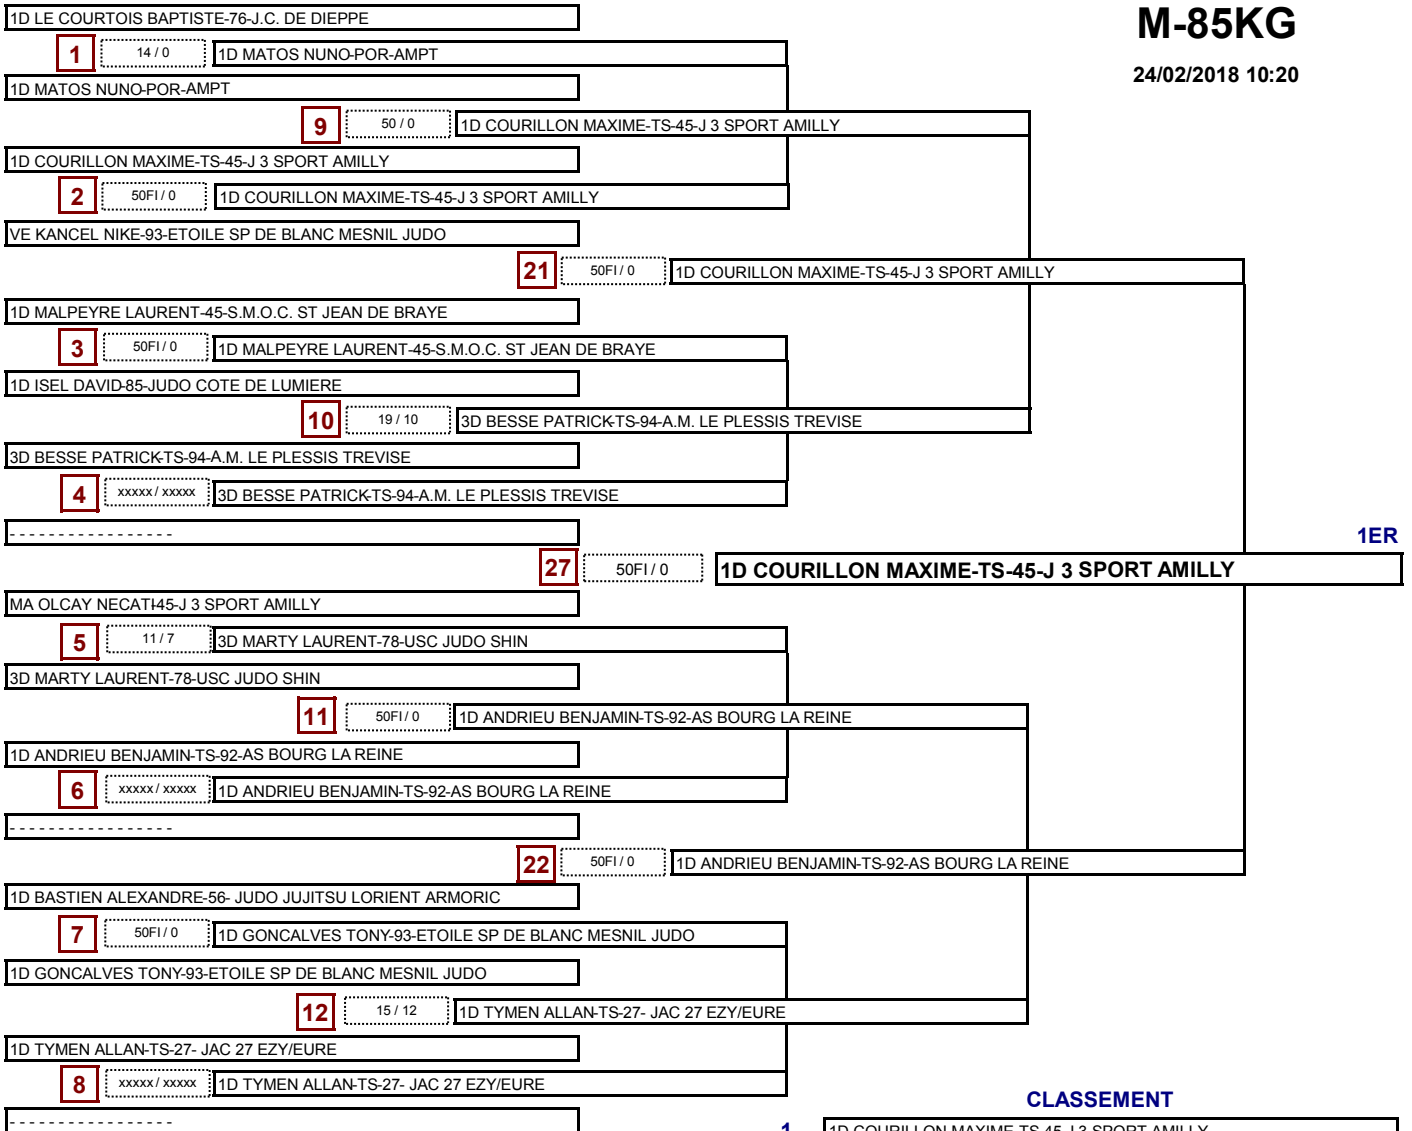 1D LE COURTOIS BAPTISTE-76-J.C. DE DIEPPE
M-85KG
1
14 / 0
1D MATOS NUNO-POR-AMPT
24/02/2018 10:20
1D MATOS NUNO-POR-AMPT
9
50 / 0
1D COURILLON MAXIME-TS-45-J 3 SPORT AMILLY
1D COURILLON MAXIME-TS-45-J 3 SPORT AMILLY
2
50FI / 0
1D COURILLON MAXIME-TS-45-J 3 SPORT AMILLY
VE KANCEL NIKE-93-ETOILE SP DE BLANC MESNIL JUDO
21
50FI / 0
1D COURILLON MAXIME-TS-45-J 3 SPORT AMILLY
1D MALPEYRE LAURENT-45-S.M.O.C. ST JEAN DE BRAYE
3
50FI / 0
1D MALPEYRE LAURENT-45-S.M.O.C. ST JEAN DE BRAYE
1D ISEL DAVID-85-JUDO COTE DE LUMIERE
10
19 / 10
3D BESSE PATRICK-TS-94-A.M. LE PLESSIS TREVISE
3D BESSE PATRICK-TS-94-A.M. LE PLESSIS TREVISE
4
xxxxx / xxxxx
3D BESSE PATRICK-TS-94-A.M. LE PLESSIS TREVISE
- - - - - - - - - - - - - - - - -
1ER
27
50FI / 0
1D COURILLON MAXIME-TS-45-J 3 SPORT AMILLY
MA OLCAY NECATI-45-J 3 SPORT AMILLY
5
11 / 7
3D MARTY LAURENT-78-USC JUDO SHIN
3D MARTY LAURENT-78-USC JUDO SHIN
11
50FI / 0
1D ANDRIEU BENJAMIN-TS-92-AS BOURG LA REINE
1D ANDRIEU BENJAMIN-TS-92-AS BOURG LA REINE
6
xxxxx / xxxxx
1D ANDRIEU BENJAMIN-TS-92-AS BOURG LA REINE
- - - - - - - - - - - - - - - - -
22
50FI / 0
1D ANDRIEU BENJAMIN-TS-92-AS BOURG LA REINE
1D BASTIEN ALEXANDRE-56- JUDO JUJITSU LORIENT ARMORIC
7
50FI / 0
1D GONCALVES TONY-93-ETOILE SP DE BLANC MESNIL JUDO
1D GONCALVES TONY-93-ETOILE SP DE BLANC MESNIL JUDO
12
15 / 12
1D TYMEN ALLAN-TS-27- JAC 27 EZY/EURE
1D TYMEN ALLAN-TS-27- JAC 27 EZY/EURE
8
xxxxx / xxxxx
1D TYMEN ALLAN-TS-27- JAC 27 EZY/EURE
CLASSEMENT
- - - - - - - - - - - - - - - - -
1
1D COURILLON MAXIME-TS-45-J 3 SPORT AMILLY